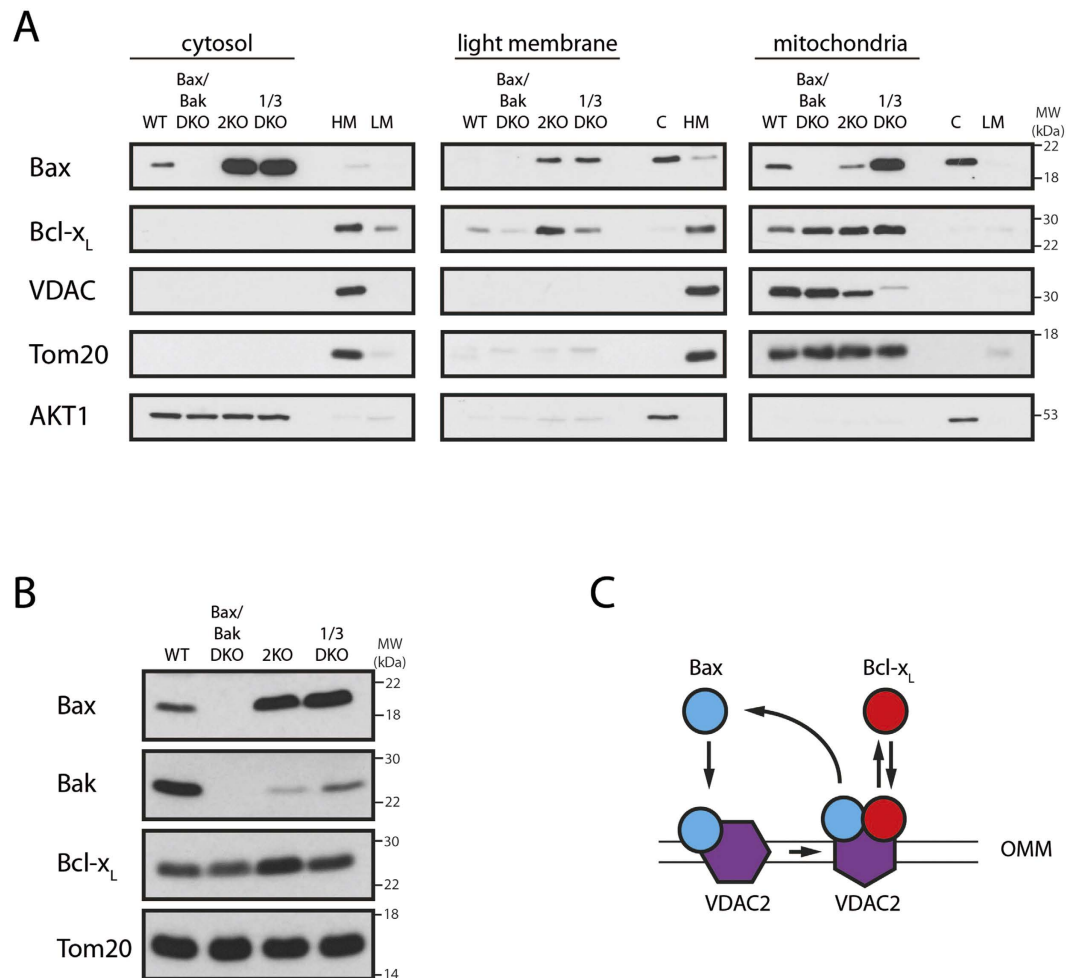 A
cytosol light membrane mitochondria
Bax/ Bax/ Bax/
Bak 1/3 Bak 1/3 Bak 1/3
WT DKO 2KO DKO HM LM WT DKO 2KO DKO C HM WT DKO 2KO DKO C LM MW
(kDa)
Bax 22
18
Bcl-xL 30
22
VDAC 30
Tom20 18
AKT1 53
B
Bax/
Bak 1/3
WT DKO 2KO DKO MW
(kDa)
Bax 22
18
Bak 30
22
Bcl-xL 30
22
Tom20 18
14
C
Bax Bcl-xL
OMM
VDAC2 VDAC2